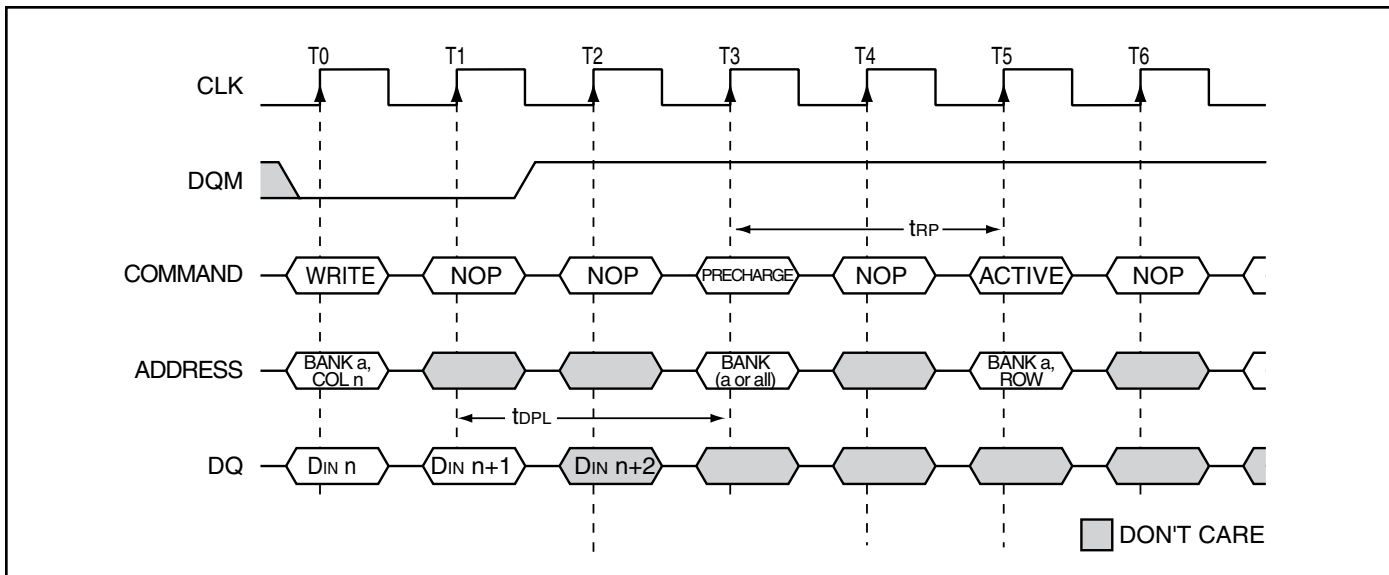 T0 T1 T2 T3 T4 T5 T6
CLK
DQM
tRP
COMMAND WRITE NOP NOP PRECHARGE NOP ACTIVE NOP
ADDRESS BANK a, COL n BANK (a or all) BANK a, ROW
tDPL
DQ DIN n DIN n+1 DIN n+2
DON'T CARE